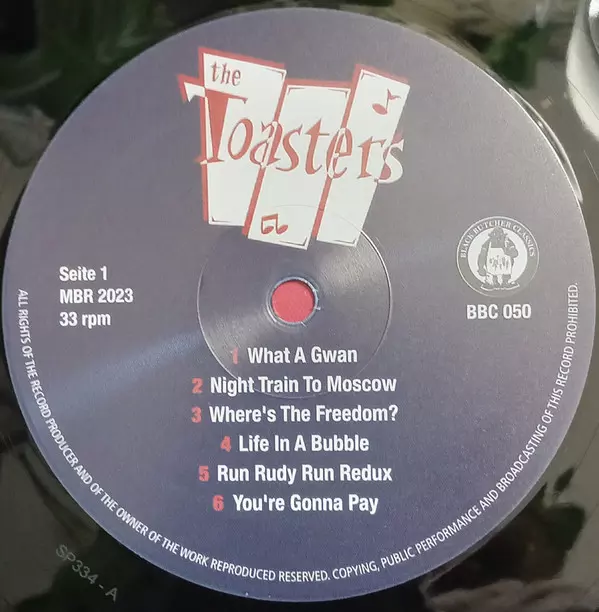 the
Toasters
Seite 1
MBR 2023
33 rpm
BLACK BUTCHER CLASSICS
BBC 050
1 What A Gwan
2 Night Train To Moscow
3 Where's The Freedom?
4 Life In A Bubble
5 Run Rudy Run Redux
6 You're Gonna Pay
ALL RIGHTS OF THE RECORD PRODUCER AND OF THE OWNER OF THE WORK REPRODUCED RESERVED. COPYING, PUBLIC PERFORMANCE AND BROADCASTING OF THIS RECORD PROHIBITED.
SP334 - A